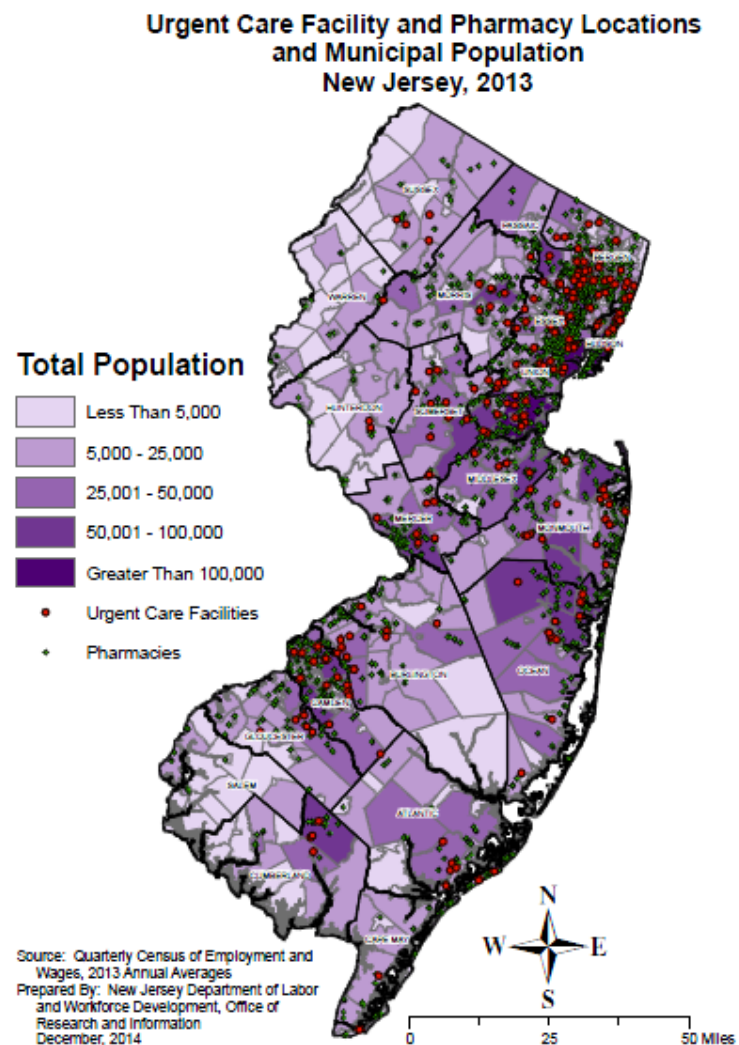 Urgent Care Facility and Pharmacy Locations
and Municipal Population
New Jersey, 2013
SUSSEX
PASSAIC
BERGEN
WARREN
MORRIS
ESSEX
HUDSON
UNION
HUNTERDON
SOMERSET
MIDDLESEX
MERCER
MONMOUTH
OCEAN
BURLINGTON
CAMDEN
GLOUCESTER
SALEM
ATLANTIC
CUMBERLAND
CAPE MAY
Total Population
Less Than 5,000
5,000 - 25,000
25,001 - 50,000
50,001 - 100,000
Greater Than 100,000
Urgent Care Facilities
Pharmacies
N
W E
S
Source: Quarterly Census of Employment and
Wages, 2013 Annual Averages
Prepared By: New Jersey Department of Labor
and Workforce Development, Office of
Research and Information
December, 2014
0 25 50 Miles